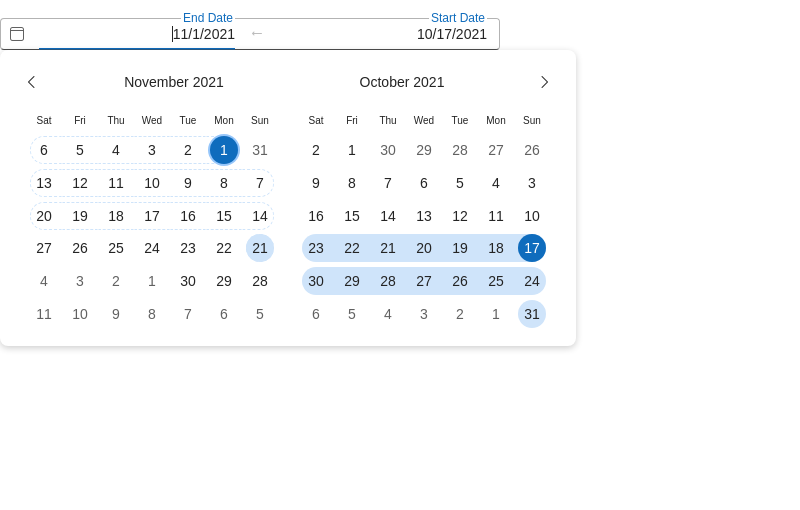 End Date Start Date
11/1/2021 ← 10/17/2021
November 2021 October 2021
Sat Fri Thu Wed Tue Mon Sun Sat Fri Thu Wed Tue Mon Sun
6 5 4 3 2 1 31 2 1 30 29 28 27 26
13 12 11 10 9 8 7 9 8 7 6 5 4 3
20 19 18 17 16 15 14 16 15 14 13 12 11 10
27 26 25 24 23 22 21 23 22 21 20 19 18 17
4 3 2 1 30 29 28 30 29 28 27 26 25 24
11 10 9 8 7 6 5 6 5 4 3 2 1 31